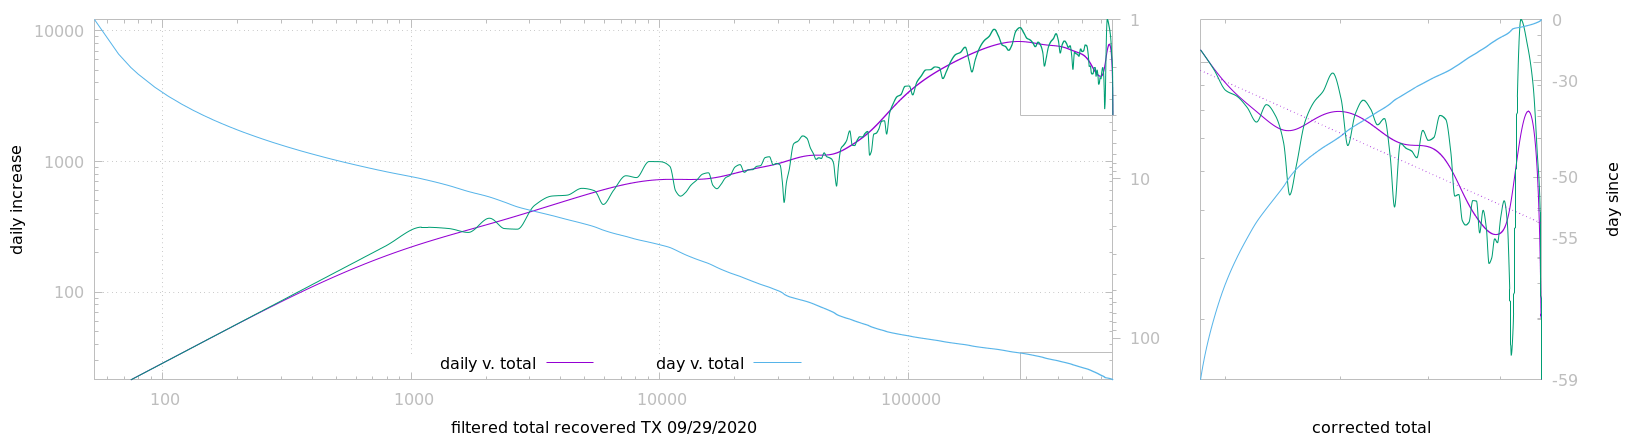 10000
1000
100
daily increase
100
1000
10000
100000
filtered total recovered TX 09/29/2020
daily v. total
day v. total
1
10
100
corrected total
0
-30
-50
-55
-59
day since